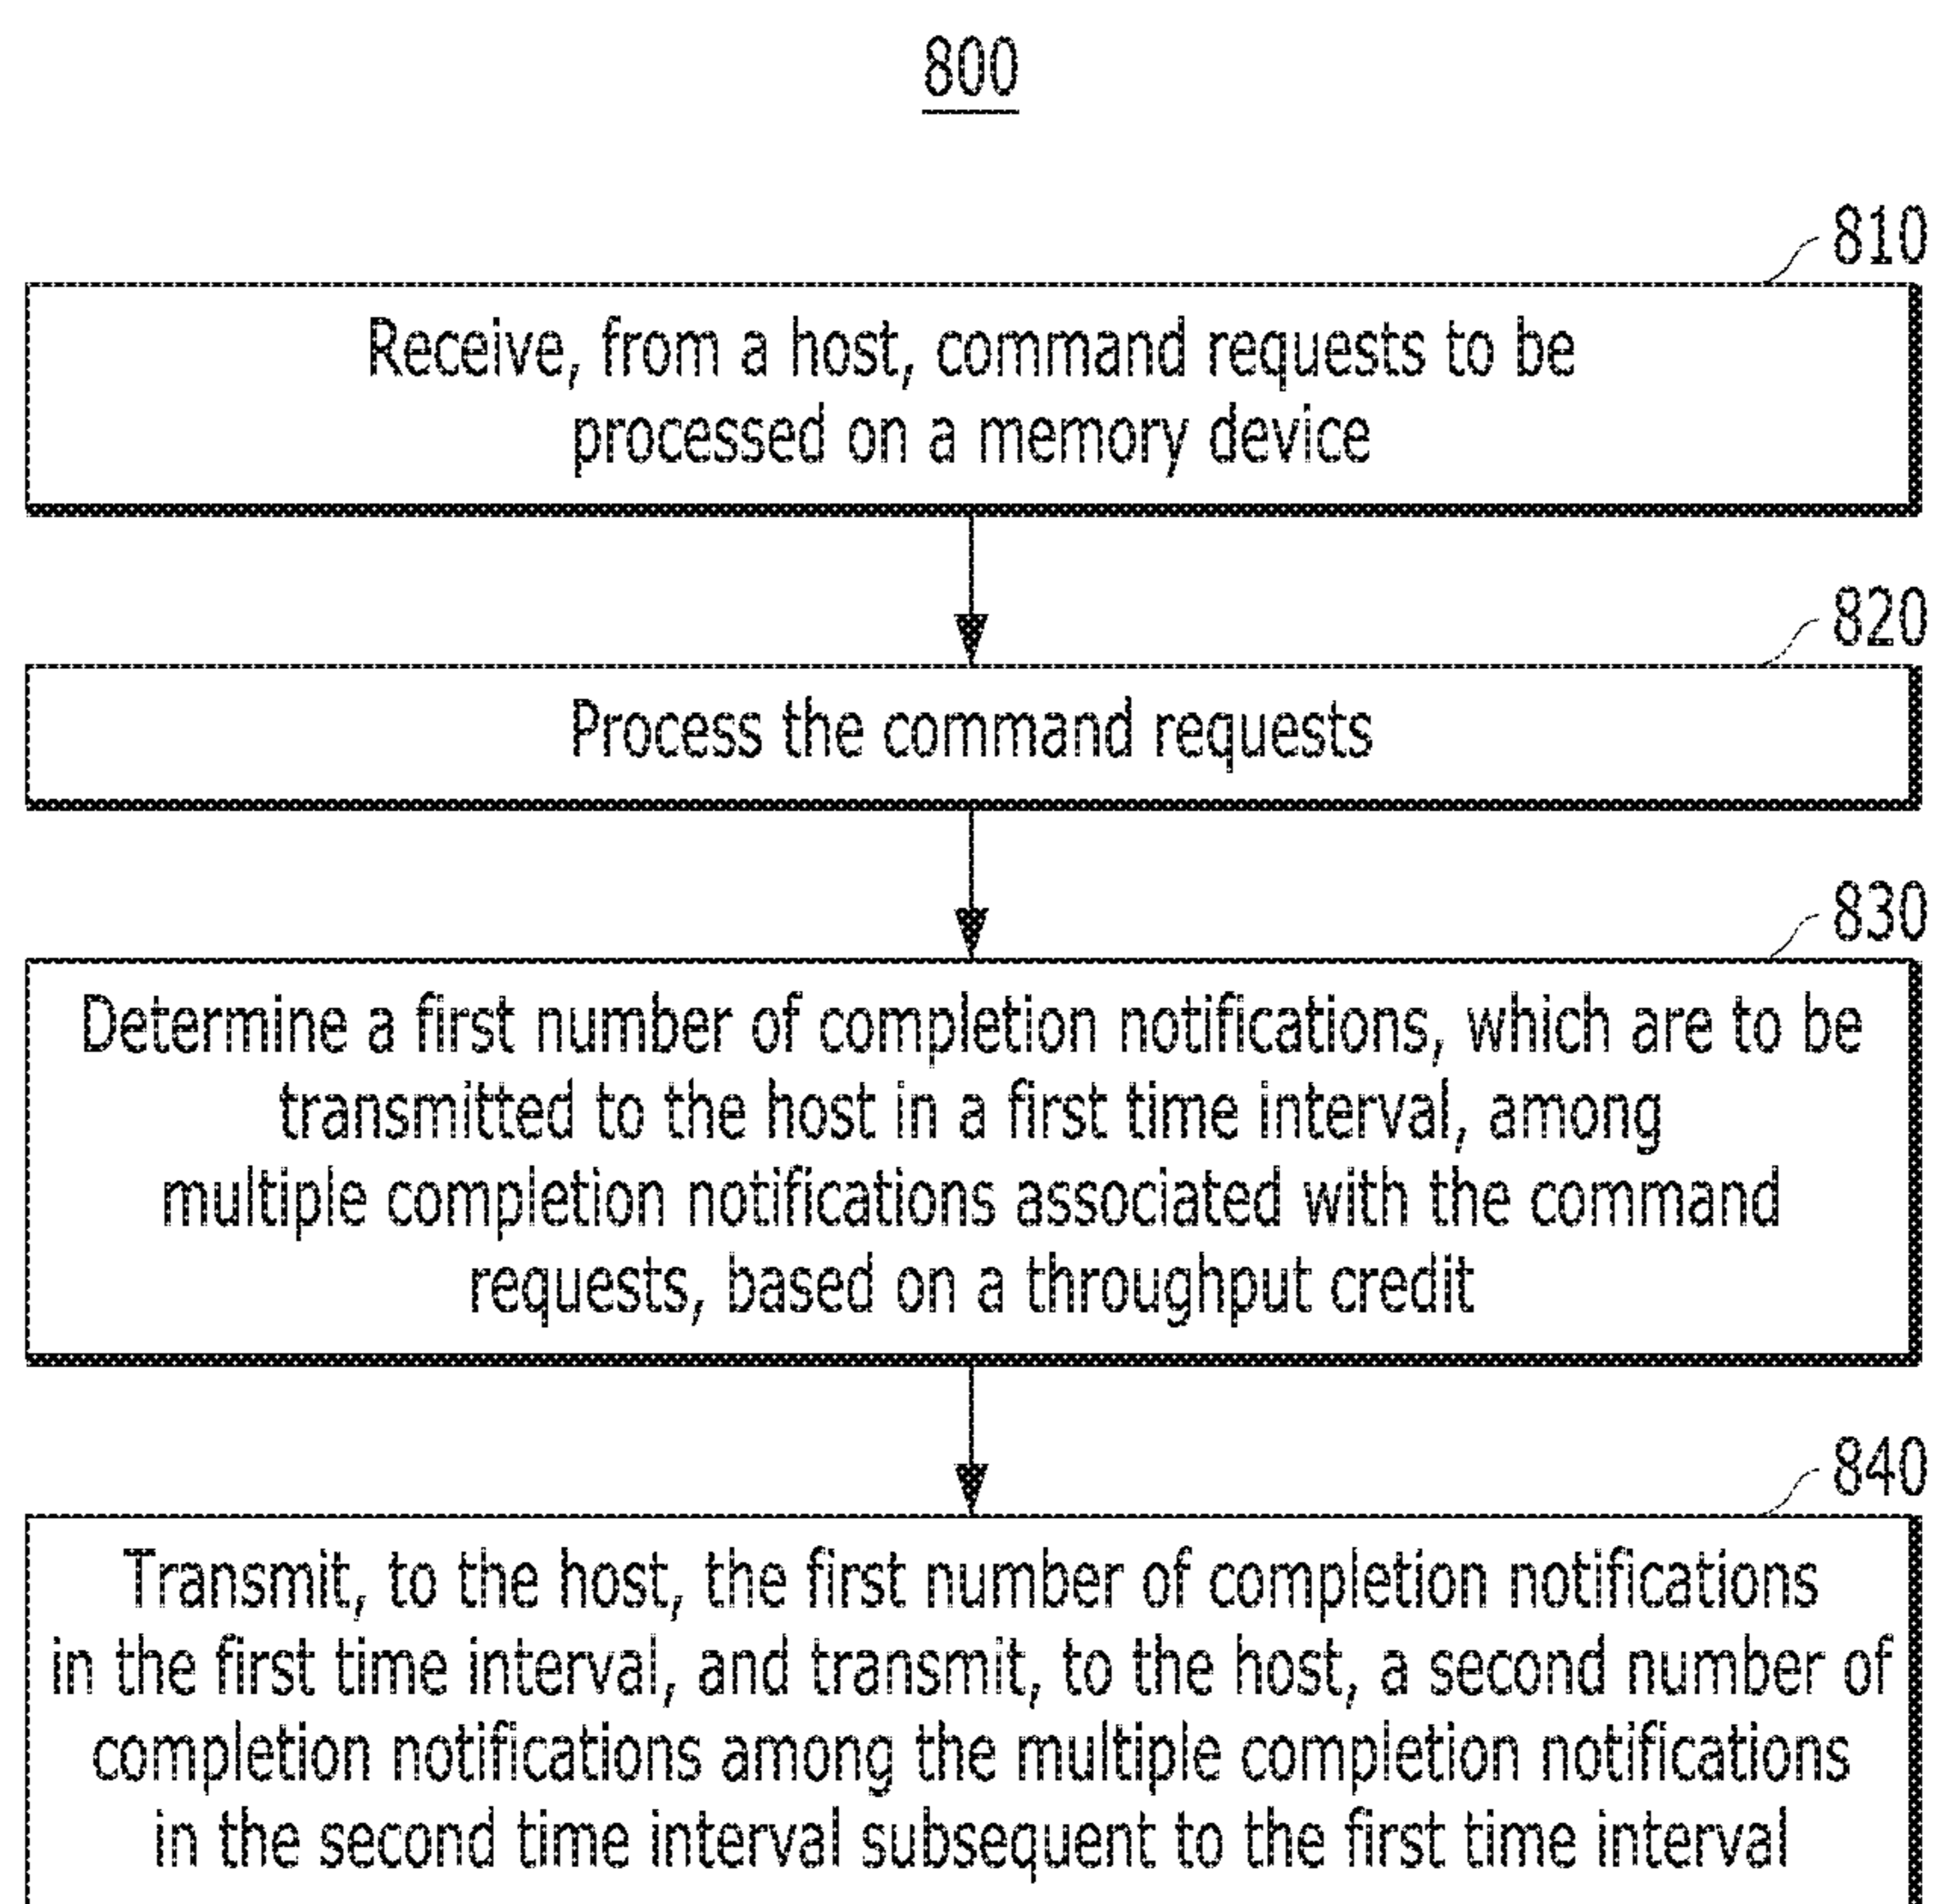 800
810
Receive, from a host, command requests to be
processed on a memory device
820
Process the command requests
830
Determine a first number of completion notifications, which are to be
transmitted to the host in a first time interval, among
multiple completion notifications associated with the command
requests, based on a throughput credit
840
Transmit, to the host, the first number of completion notifications
in the first time interval, and transmit, to the host, a second number of
completion notifications among the multiple completion notifications
in the second time interval subsequent to the first time interval